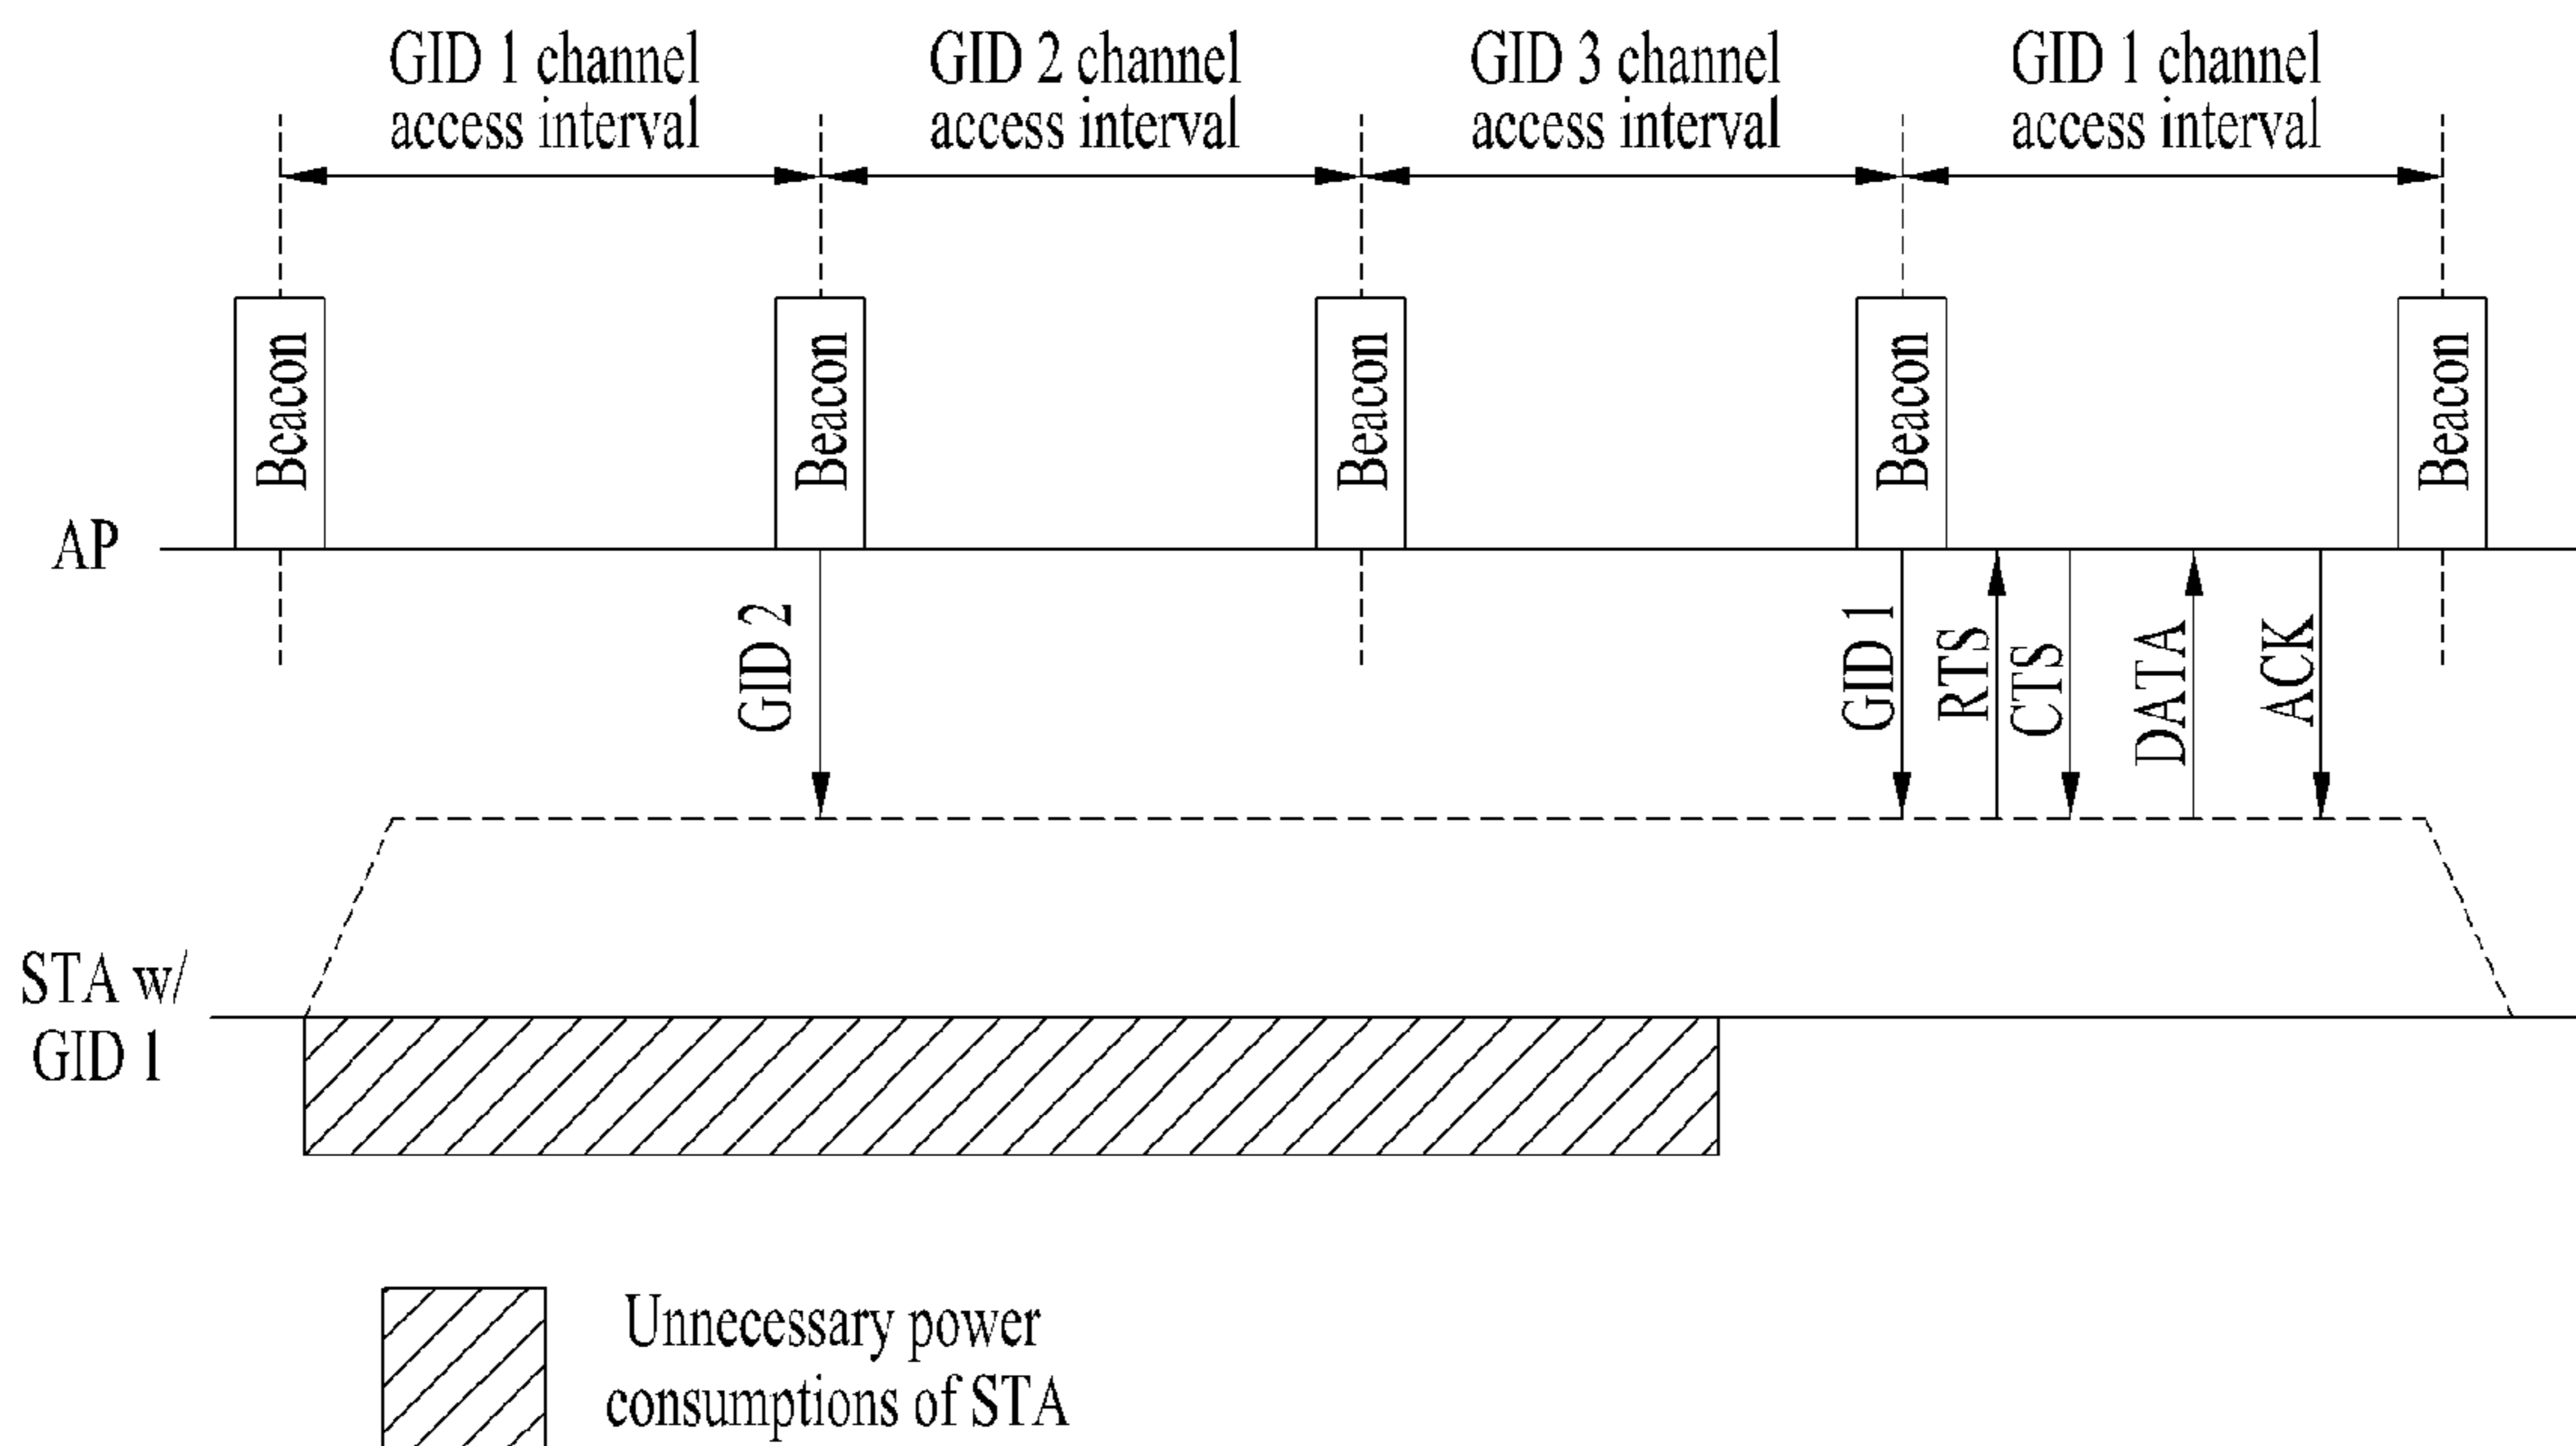 GID 1 channel
access interval
GID 2 channel
access interval
GID 3 channel
access interval
GID 1 channel
access interval
Beacon
Beacon
Beacon
Beacon
Beacon
AP
GID 2
GID 1
RTS
CTS
DATA
ACK
STA w/
GID 1
Unnecessary power
consumptions of STA